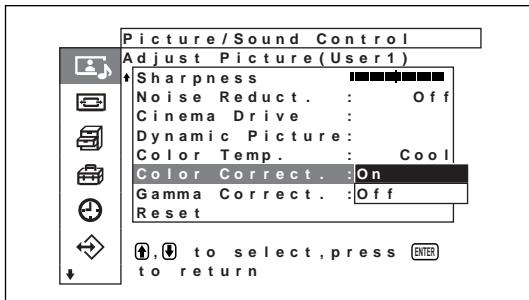 Picture/Sound Control
Adjust Picture(User1)
Sharpness
Noise Reduct. : Off
Cinema Drive :
Dynamic Picture:
Color Temp. : Cool
Color Correct. :On
Gamma Correct. :Off
Reset
, to select,press ENTER
to return